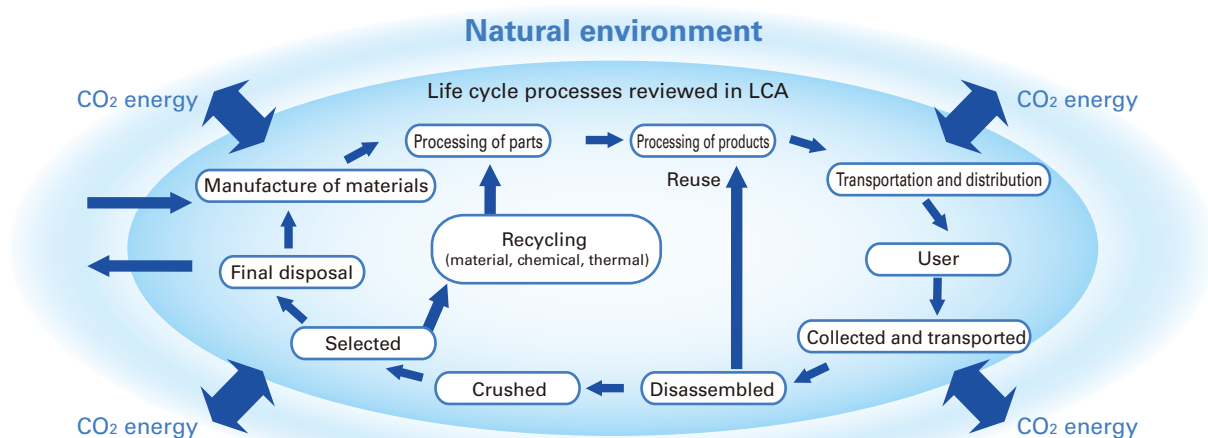 Natural environment
CO2 energy
CO2 energy
Life cycle processes reviewed in LCA
Processing of parts
Processing of products
Manufacture of materials
Reuse
Transportation and distribution
Recycling
(material, chemical, thermal)
User
Final disposal
Selected
Collected and transported
Crushed
Disassembled
CO2 energy
CO2 energy